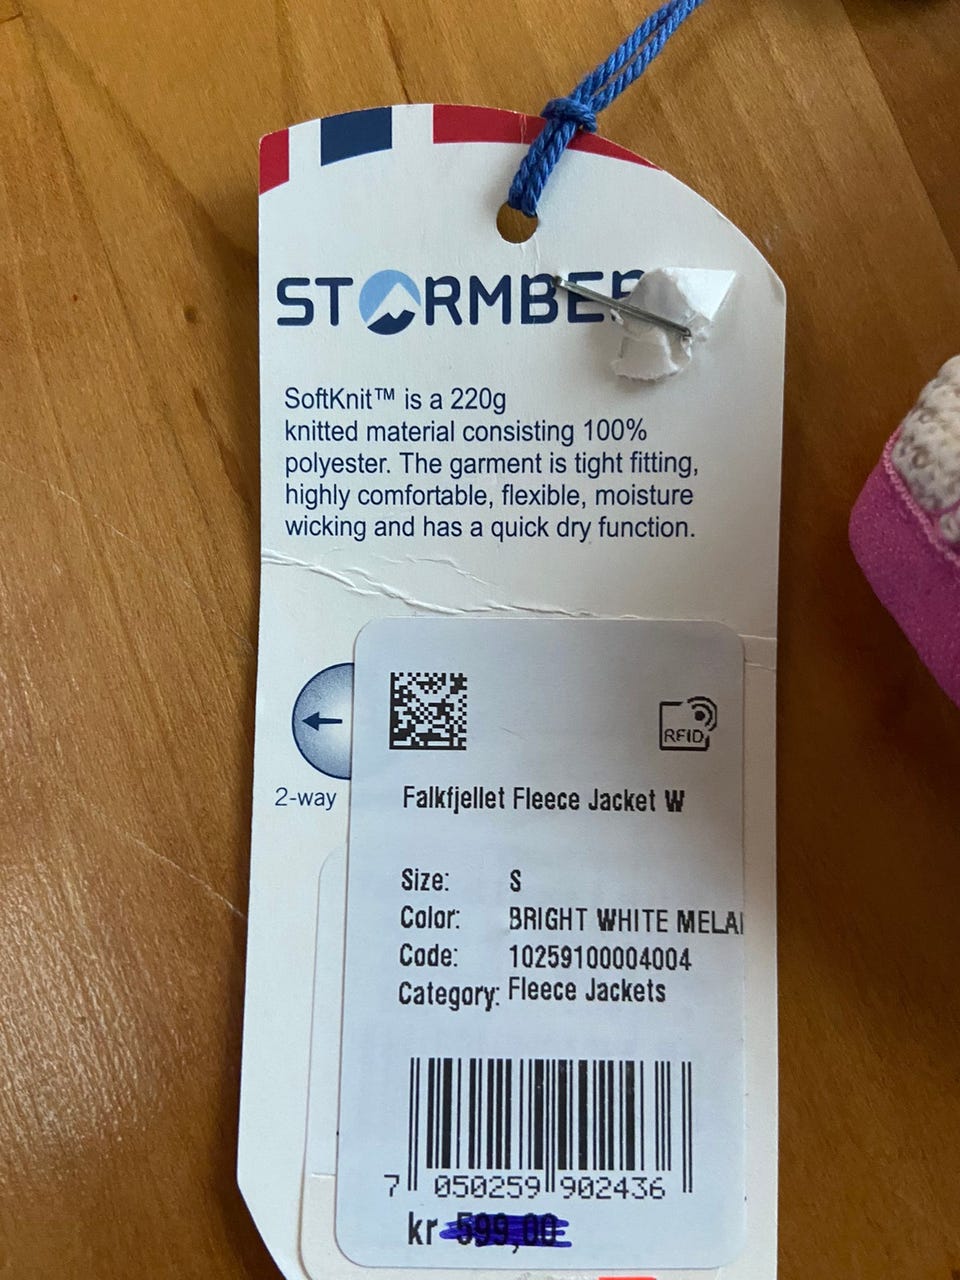 STORMBER
SoftKnit™ is a 220g
knitted material consisting 100%
polyester. The garment is tight fitting,
highly comfortable, flexible, moisture
wicking and has a quick dry function.
2-way
RFID
Falkfjellet Fleece Jacket W
Size: S
Color: BRIGHT WHITE MELA
Code: 10259100004004
Category: Fleece Jackets
7 050259 902436
kr 599,00